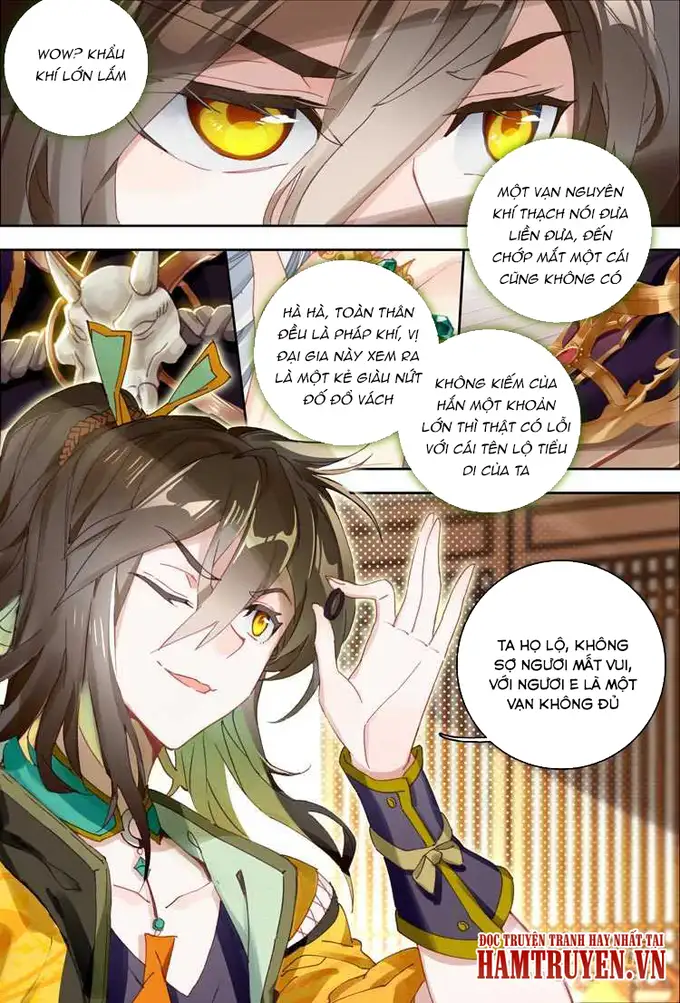 WOW? KHẨU
KHÍ LỚN LẮM
MỘT VẠN NGUYÊN
KHÍ THẠCH NÓI ĐƯA
LIỀN ĐƯA, ĐẾN
CHỚP MẮT MỘT CÁI
CŨNG KHÔNG CÓ
HÀ HÀ, TOÀN THÂN
ĐỀU LÀ PHÁP KHÍ, VỊ
ĐẠI GIA NÀY XEM RA
LÀ MỘT KẺ GIÀU NỨT
ĐỐ ĐỔ VÁCH
KHÔNG KIẾM CỦA
HẮN MỘT KHOẢN
LỚN THÌ THẬT CÓ LỖI
VỚI CÁI TÊN LỘ TIỂU
DI CỦA TA
TA HỌ LỘ, KHÔNG
SỢ NGƯƠI MẤT VUI,
VỚI NGƯƠI E LÀ MỘT
VẠN KHÔNG ĐỦ
ĐỌC TRUYỆN TRANH HAY NHẤT TẠI
HAMTRUYEN.VN